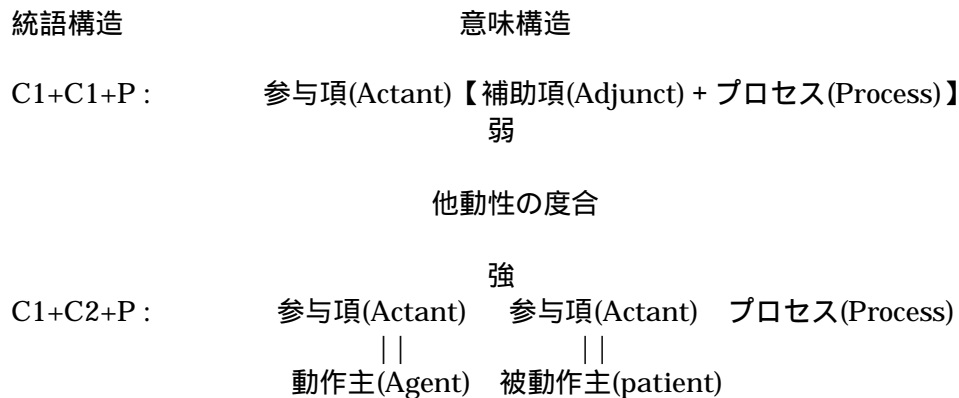 統語構造 意味構造
C1+C1+P : 参与項(Actant)【補助項(Adjunct) + プロセス(Process)】
弱
他動性の度合
強
C1+C2+P : 参与項(Actant) 参与項(Actant) プロセス(Process)
|| ||
動作主(Agent) 被動作主(patient)